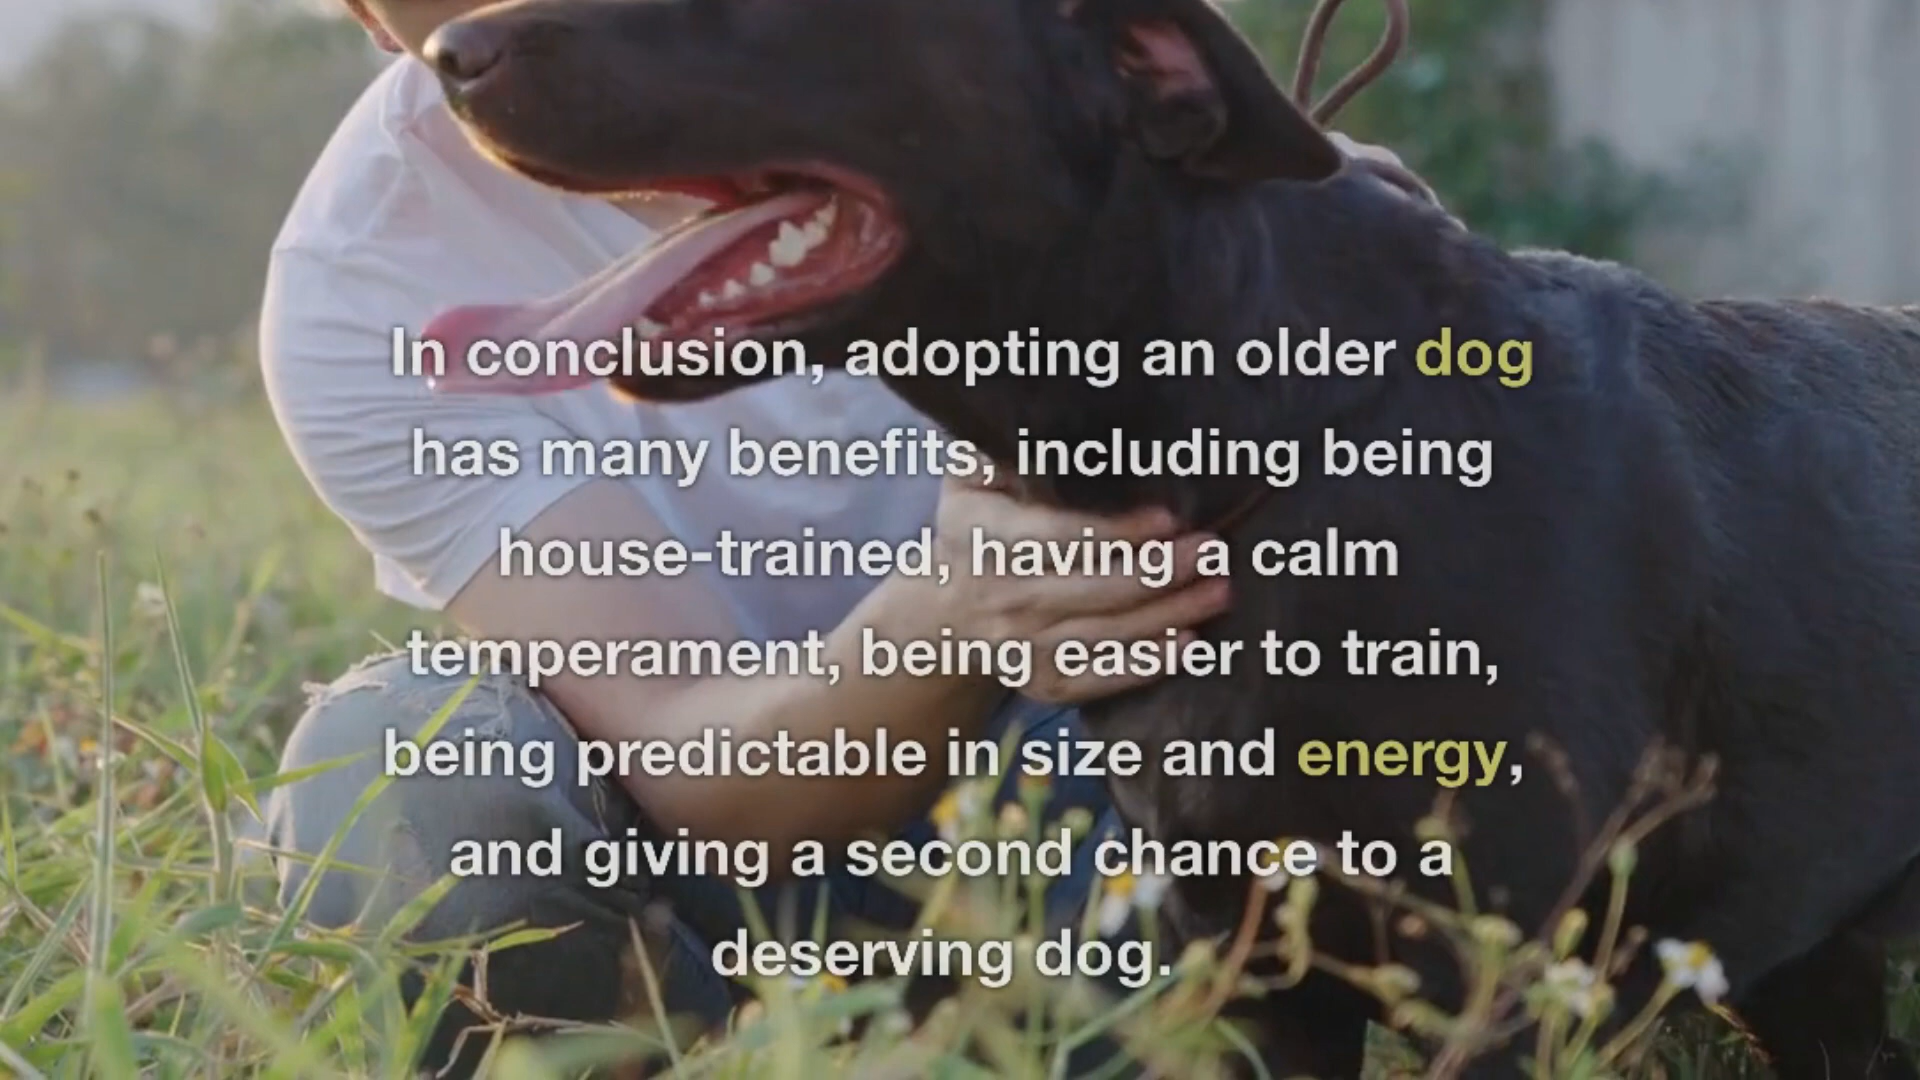 In conclusion, adopting an older dog
has many benefits, including being
house-trained, having a calm
temperament, being easier to train,
being predictable in size and energy,
and giving a second chance to a
deserving dog.